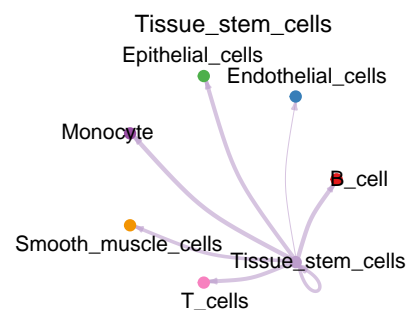 Tissue_stem_cells
Epithelial_cells
Endothelial_cells
Monocyte
B_cell
Smooth_muscle_cells
Tissue_stem_cells
T_cells